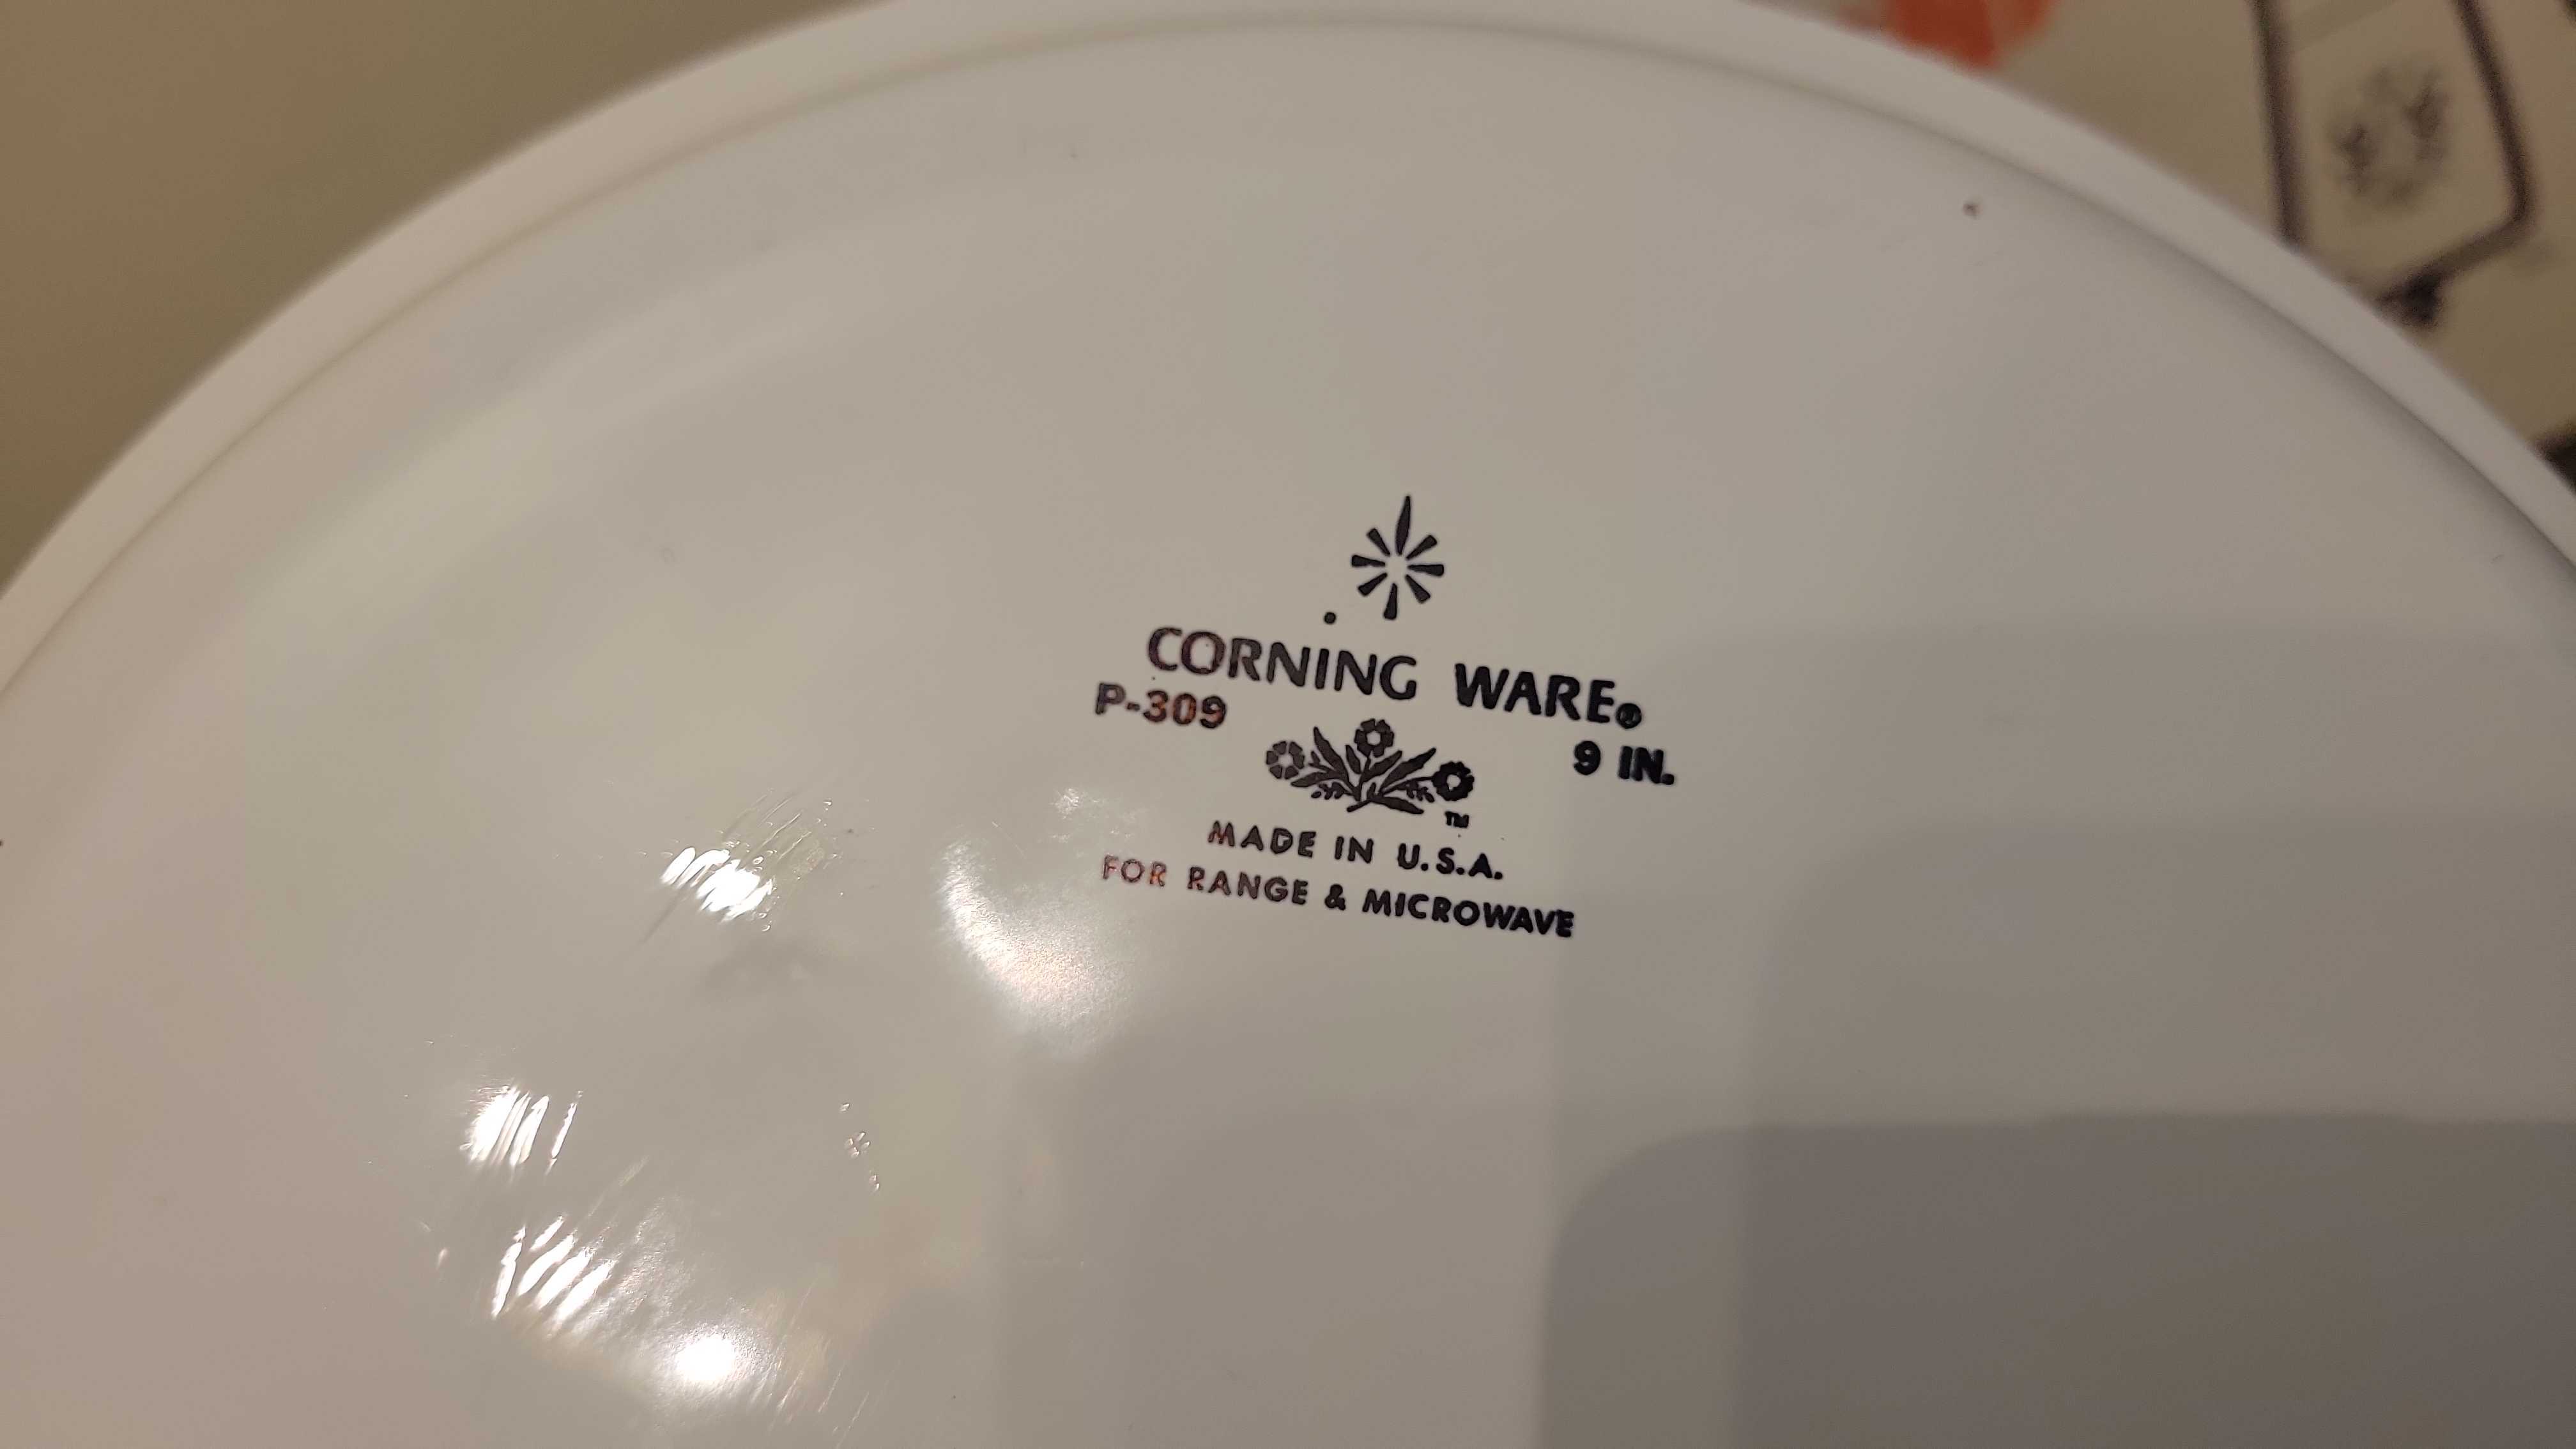 CORNING WARE®
P-309 9 IN.
TM
MADE IN U.S.A.
FOR RANGE & MICROWAVE